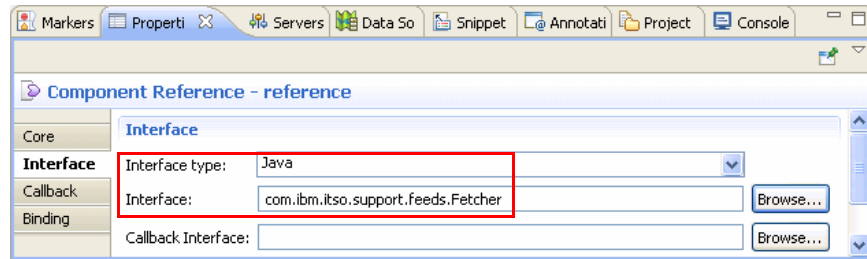 Markers Properti Servers Data So Snippet Annotati Project Console
Component Reference - reference
Core
Interface
Callback
Binding
Interface
Interface type: Java
Interface: com.ibm.itso.support.feeds.Fetcher Browse...
Callback Interface: Browse...